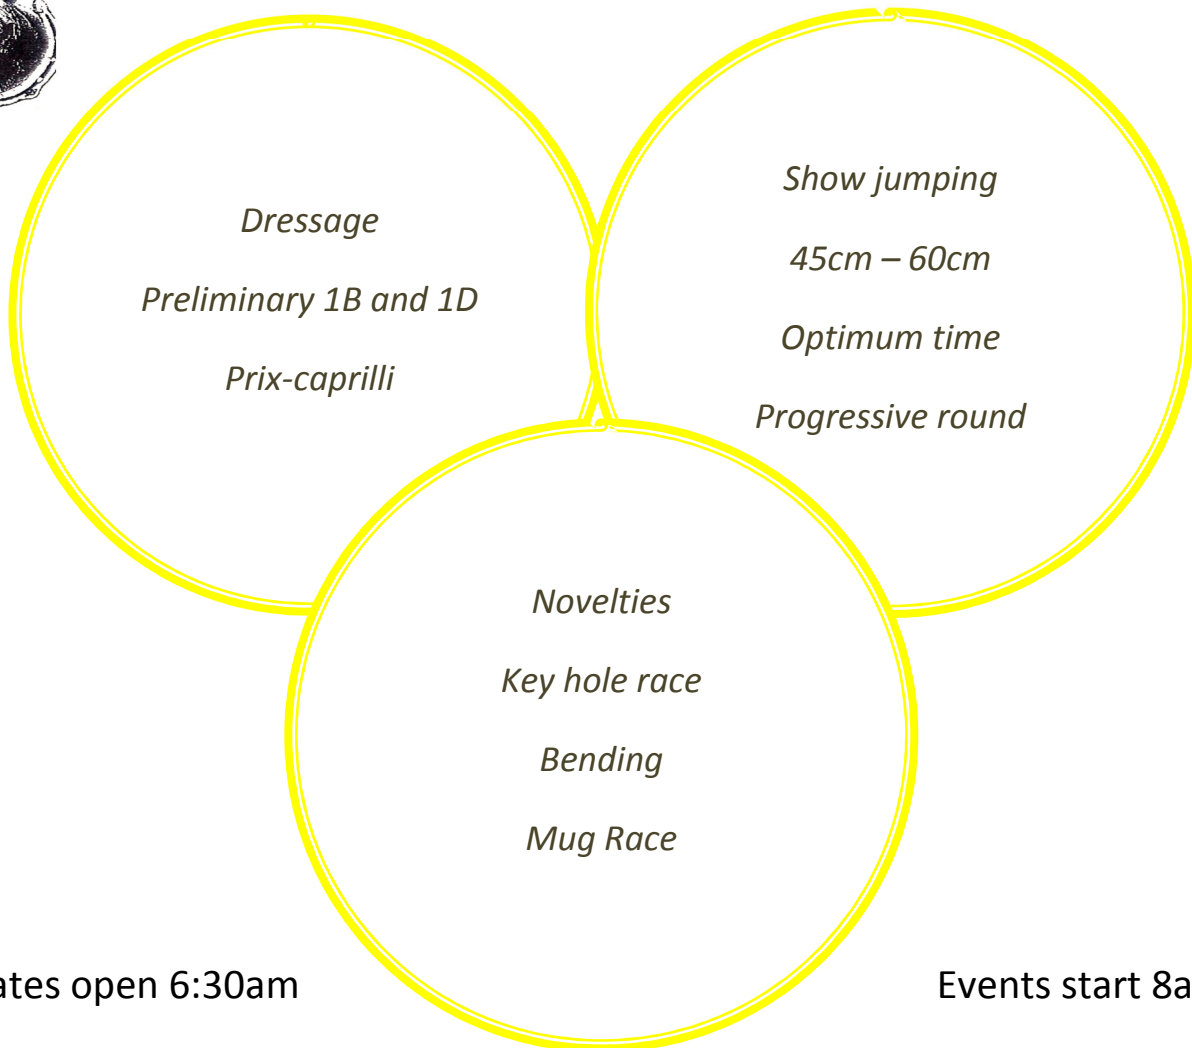 Dressage
Preliminary 1B and 1D
Prix-caprilli
Show jumping
45cm – 60cm
Optimum time
Progressive round
Novelties
Key hole race
Bending
Mug Race
ates open 6:30am
Events start 8a